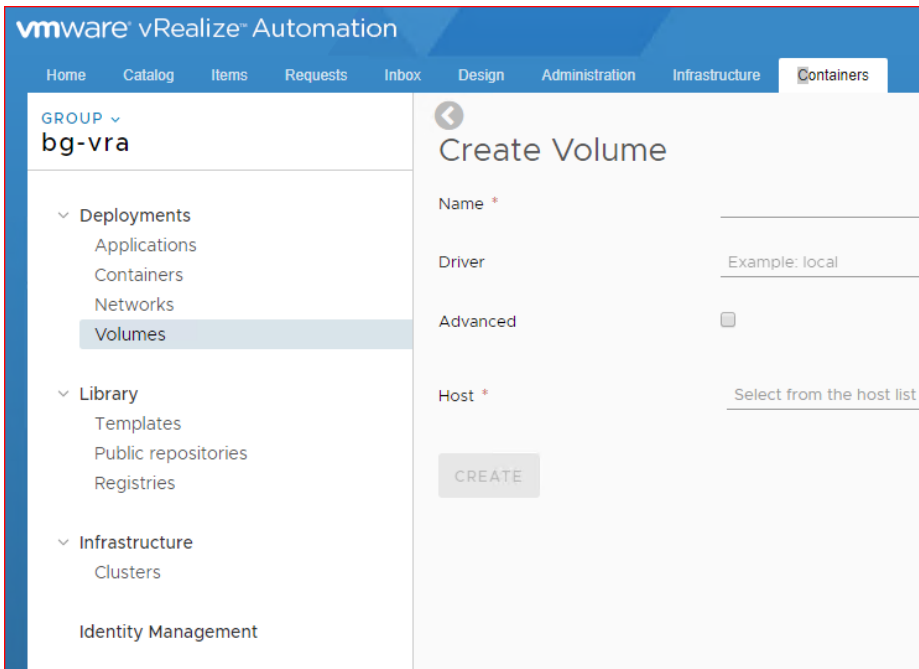 vmware® vRealize™ Automation
Home Catalog Items Requests Inbox Design Administration Infrastructure Containers
GROUP
bg-vra
Deployments
Applications
Containers
Networks
Volumes
Library
Templates
Public repositories
Registries
Infrastructure
Clusters
Identity Management
Create Volume
Name *
Driver Example: local
Advanced
Host * Select from the host list
CREATE